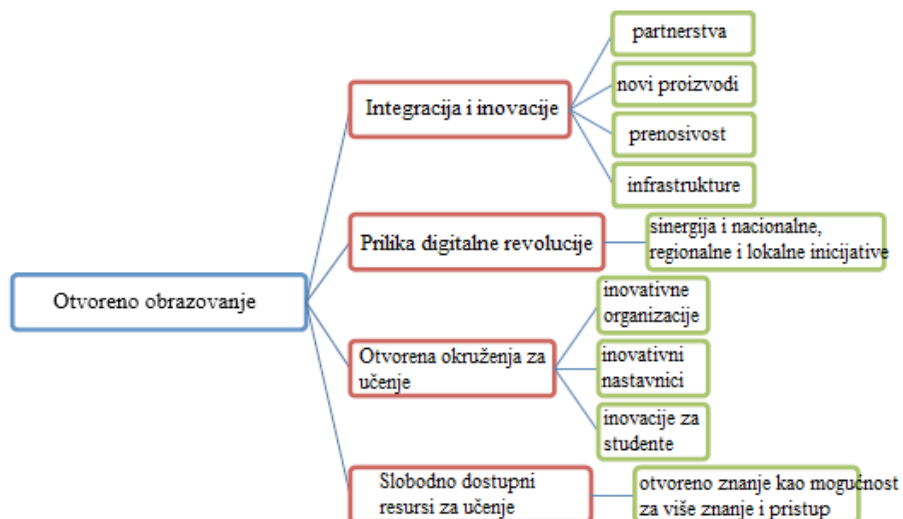 Otvoreno obrazovanje
Integracija i inovacije
partnerstva
novi proizvodi
prenosivost
infrastrukture
Prilika digitalne revolucije
sinergija i nacionalne,
regionalne i lokalne inicijative
Otvorena okruženja za
učenje
inovativne
organizacije
inovativni
nastavnici
inovacije za
studente
Slobodno dostupni
resursi za učenje
otvoreno znanje kao mogućnost
za više znanje i pristup